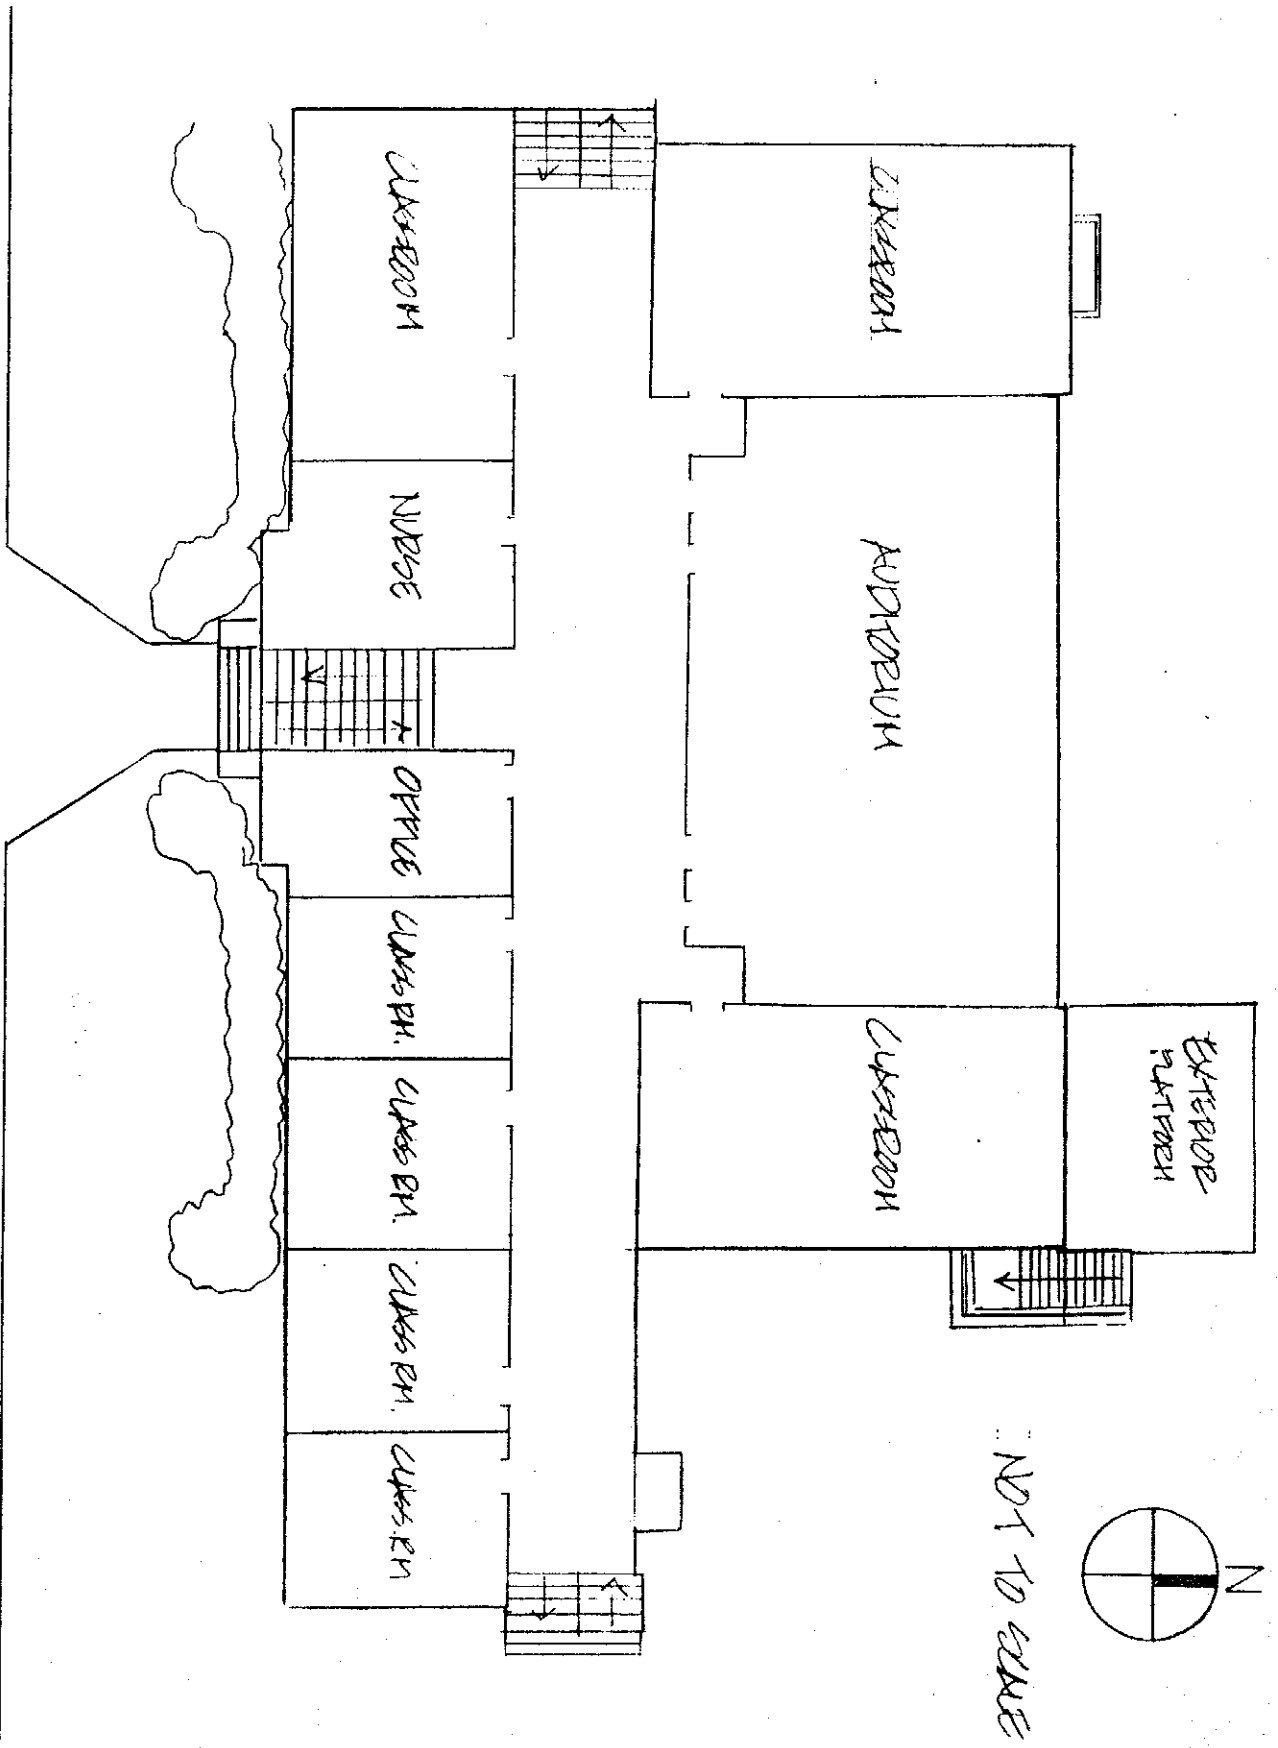 N
EXTERIOR
PLATFORM
NOT TO SCALE
CLASSROOM
AUDITORIUM
CLASSROOM
CLASSROOM
NURSE
OFFICE
CLASS RM.
CLASS RM.
CLASS RM.
CLASS RM